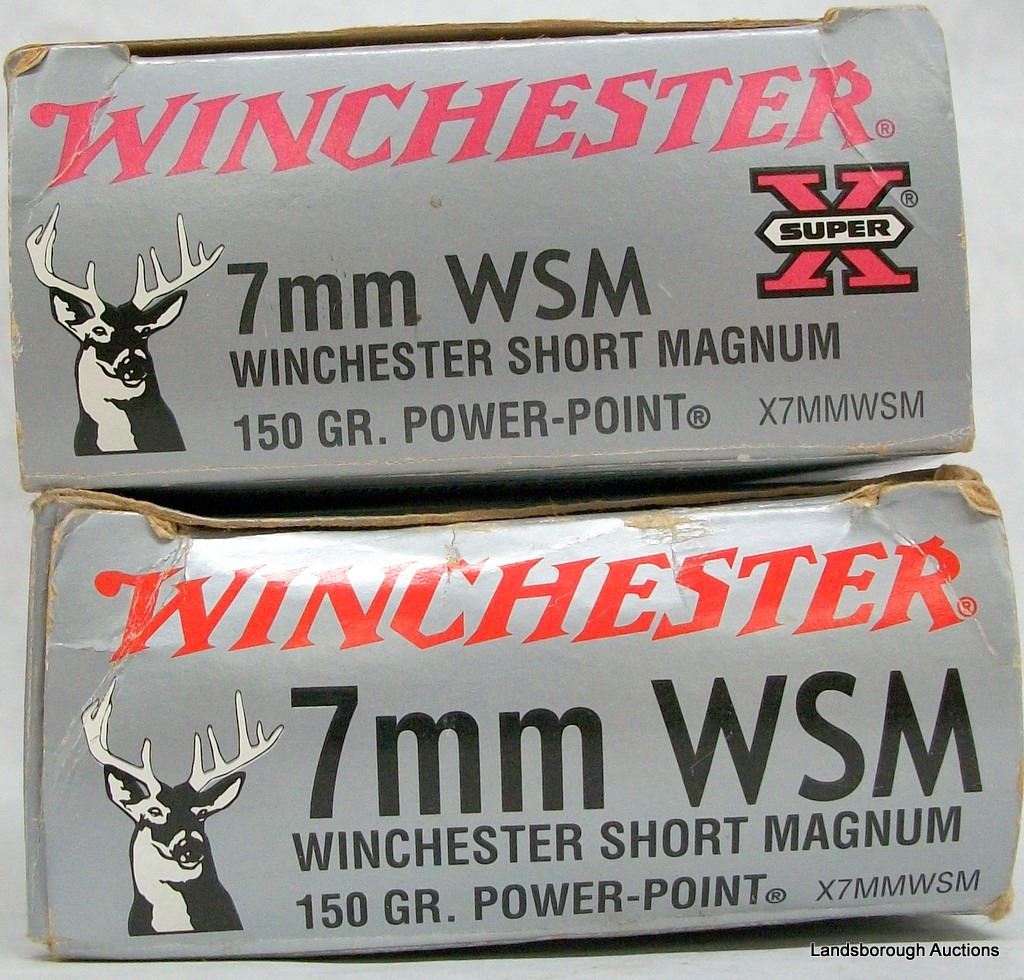 WINCHESTER®
X®
SUPER
7mm WSM
WINCHESTER SHORT MAGNUM
150 GR. POWER-POINT® X7MMWSM
WINCHESTER®
7mm WSM
WINCHESTER SHORT MAGNUM
150 GR. POWER-POINT® X7MMWSM
Landsborough Auctions